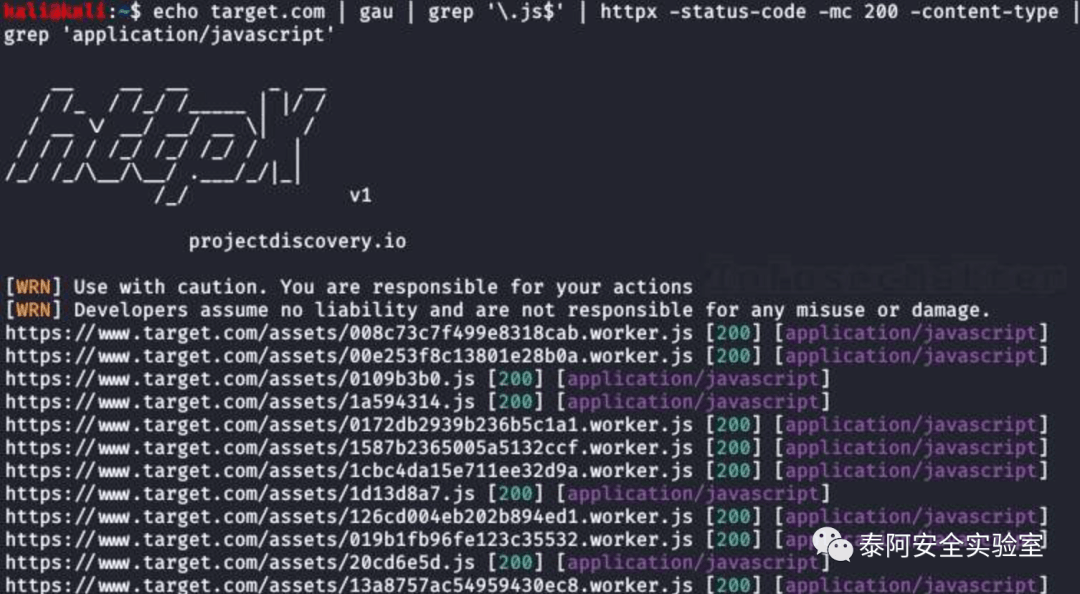 kali@kali:~$ echo target.com | gau | grep '\.js$' | httpx -status-code -mc 200 -content-type |
grep 'application/javascript'
httpx
v1
projectdiscovery.io
[WRN] Use with caution. You are responsible for your actions
[WRN] Developers assume no liability and are not responsible for any misuse or damage.
https://www.target.com/assets/008c73c7f499e8318cab.worker.js [200] [application/javascript]
https://www.target.com/assets/00e253f8c13801e28b0a.worker.js [200] [application/javascript]
https://www.target.com/assets/0109b3b0.js [200] [application/javascript]
https://www.target.com/assets/1a594314.js [200] [application/javascript]
https://www.target.com/assets/0172db2939b236b5c1a1.worker.js [200] [application/javascript]
https://www.target.com/assets/1587b2365005a5132ccf.worker.js [200] [application/javascript]
https://www.target.com/assets/1cbc4da15e711ee32d9a.worker.js [200] [application/javascript]
https://www.target.com/assets/1d13d8a7.js [200] [application/javascript]
https://www.target.com/assets/126cd004eb202b894ed1.worker.js [200] [application/javascript]
https://www.target.com/assets/019b1fb96fe123c35532.worker.js [200] [application/javascript]
泰阿安全实验室
https://www.target.com/assets/20cd6e5d.js [200] [application/javascript]
https://www.target.com/assets/13a8757ac54959430ec8.worker.js [200] [application/javascript]